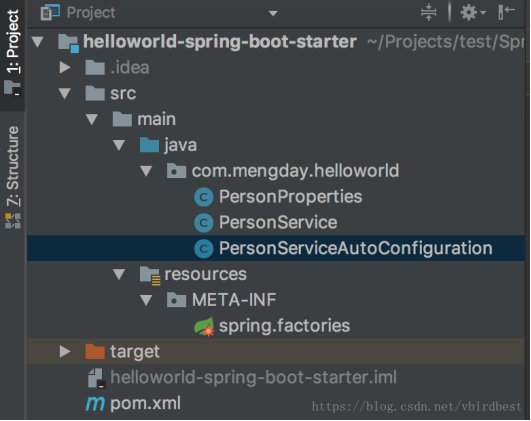 Project
1: Project
helloworld-spring-boot-starter ~/Projects/test/Spr
.idea
src
main
java
com.mengday.helloworld
PersonProperties
PersonService
PersonServiceAutoConfiguration
resources
META-INF
spring.factories
target
helloworld-spring-boot-starter.iml
pom.xml
Z: Structure
https://blog.csdn.net/vbirdbest